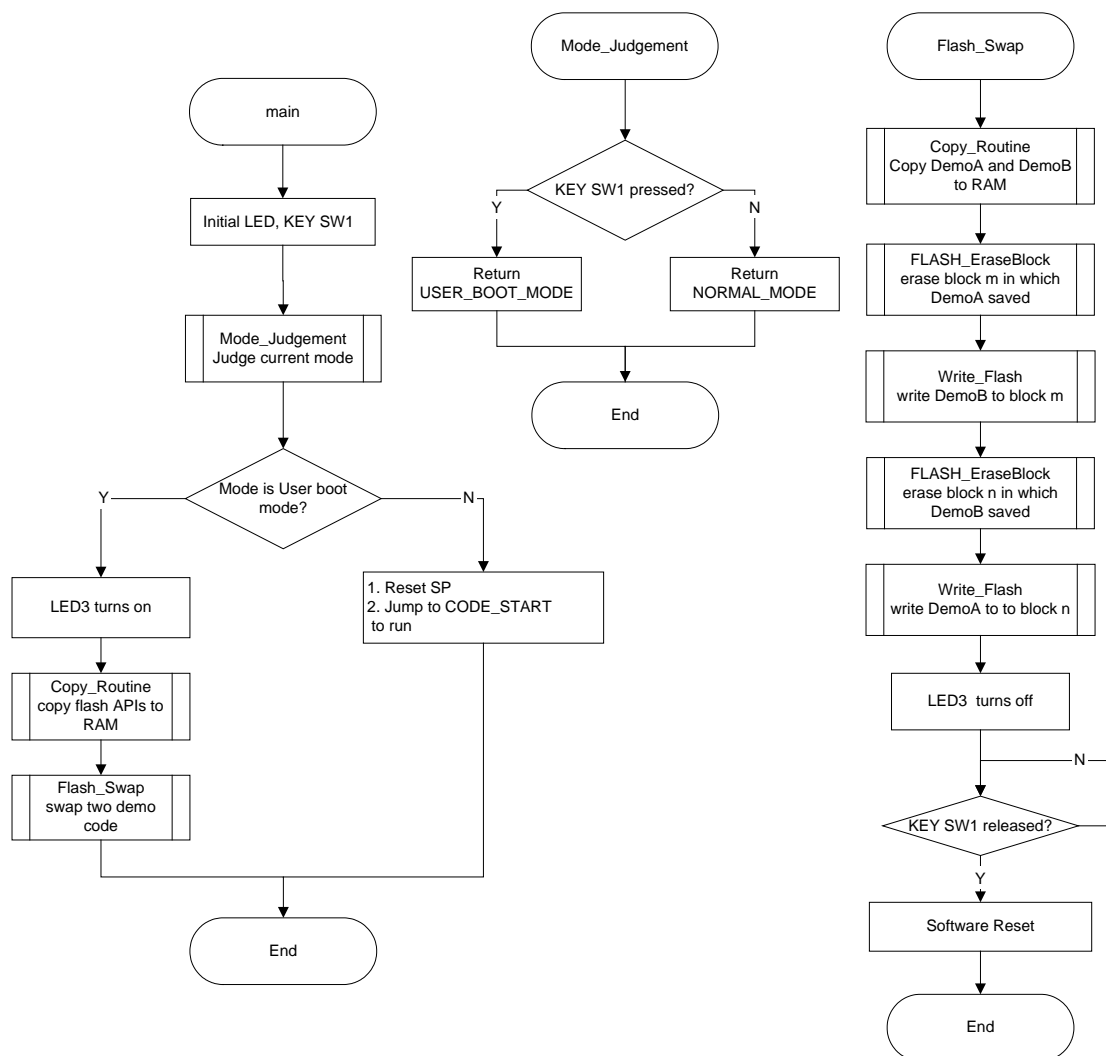 main
Initial LED, KEY SW1
Mode_Judgement
Judge current mode
Mode is User boot
mode?
Y
N
LED3 turns on
Copy_Routine
copy flash APIs to
RAM
Flash_Swap
swap two demo
code
1. Reset SP
2. Jump to CODE_START
to run
End
Mode_Judgement
KEY SW1 pressed?
Y
N
Return
USER_BOOT_MODE
Return
NORMAL_MODE
End
Flash_Swap
Copy_Routine
Copy DemoA and DemoB
to RAM
FLASH_EraseBlock
erase block m in which
DemoA saved
Write_Flash
write DemoB to block m
FLASH_EraseBlock
erase block n in which
DemoB saved
Write_Flash
write DemoA to to block n
LED3 turns off
N
KEY SW1 released?
Y
Software Reset
End